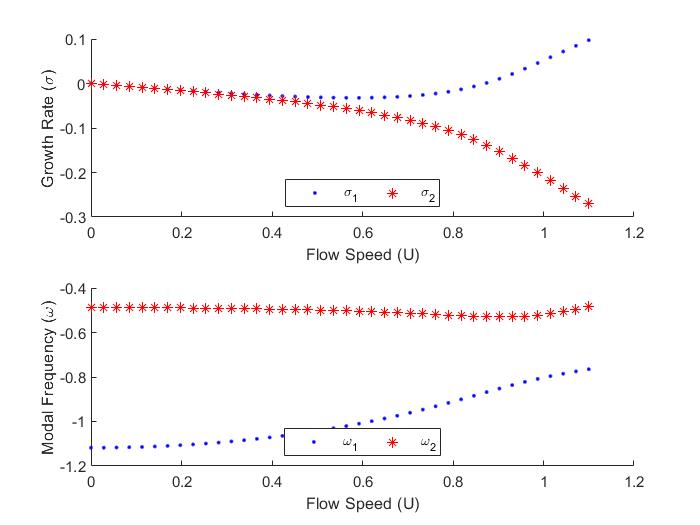 0.1
0
-0.1
-0.2
-0.3
Growth Rate (σ)
σ1 σ2
0 0.2 0.4 0.6 0.8 1 1.2
Flow Speed (U)
-0.4
-0.6
-0.8
-1
-1.2
Modal Frequency (ω)
ω1 ω2
0 0.2 0.4 0.6 0.8 1 1.2
Flow Speed (U)